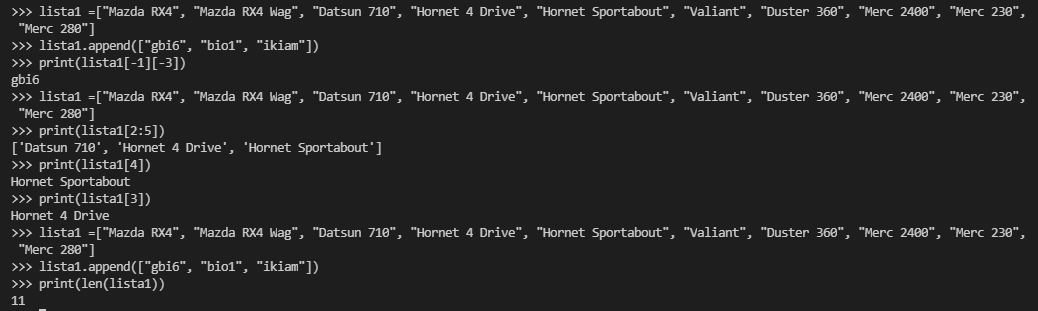 >>> lista1 =["Mazda RX4", "Mazda RX4 Wag", "Datsun 710", "Hornet 4 Drive", "Hornet Sportabout", "Valiant", "Duster 360", "Merc 2400", "Merc 230",
"Merc 280"]
>>> lista1.append(["gbi6", "bio1", "ikiam"])
>>> print(lista1[-1][-3])
gbi6
>>> lista1 =["Mazda RX4", "Mazda RX4 Wag", "Datsun 710", "Hornet 4 Drive", "Hornet Sportabout", "Valiant", "Duster 360", "Merc 2400", "Merc 230",
"Merc 280"]
>>> print(lista1[2:5])
['Datsun 710', 'Hornet 4 Drive', 'Hornet Sportabout']
>>> print(lista1[4])
Hornet Sportabout
>>> print(lista1[3])
Hornet 4 Drive
>>> lista1 =["Mazda RX4", "Mazda RX4 Wag", "Datsun 710", "Hornet 4 Drive", "Hornet Sportabout", "Valiant", "Duster 360", "Merc 2400", "Merc 230",
"Merc 280"]
>>> lista1.append(["gbi6", "bio1", "ikiam"])
>>> print(len(lista1))
11